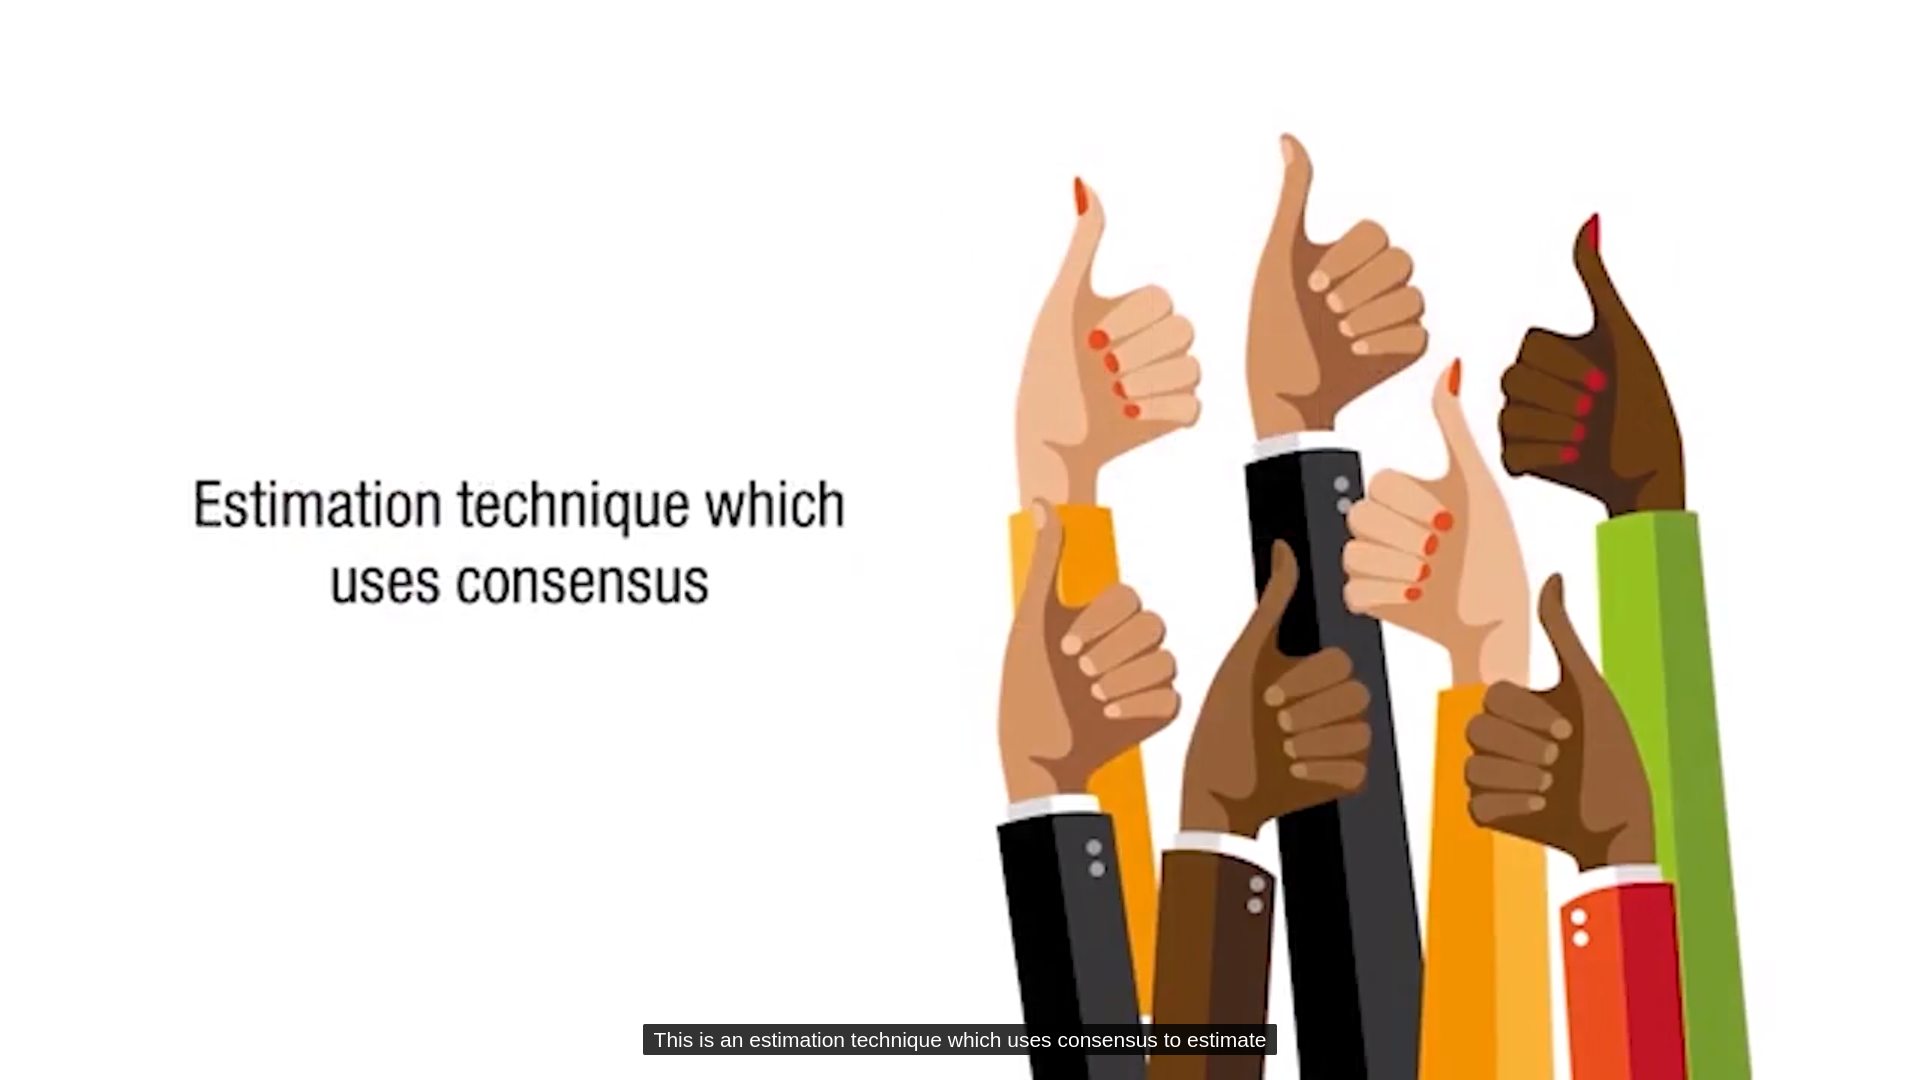 Estimation technique which
uses consensus
This is an estimation technique which uses consensus to estimate